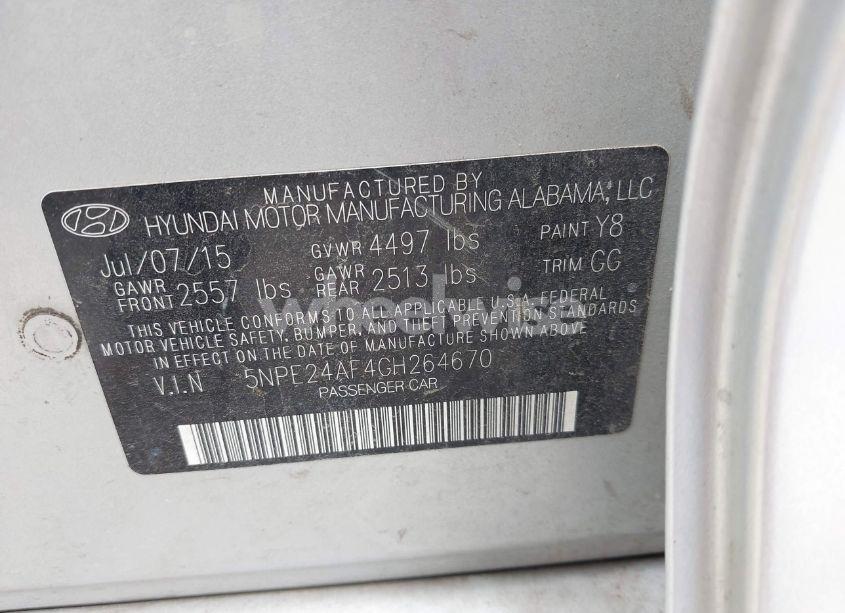 MANUFACTURED BY
HYUNDAI MOTOR MANUFACTURING ALABAMA, LLC
Jul/07/15 GVWR 4497 lbs PAINT Y8
GAWR FRONT 2557 lbs GAWR REAR 2513 lbs TRIM GG
THIS VEHICLE CONFORMS TO ALL APPLICABLE U.S.A. FEDERAL
MOTOR VEHICLE SAFETY, BUMPER, AND THEFT PREVENTION STANDARDS
IN EFFECT ON THE DATE OF MANUFACTURE SHOWN ABOVE
V.I.N 5NPE24AF4GH264670
PASSENGER CAR